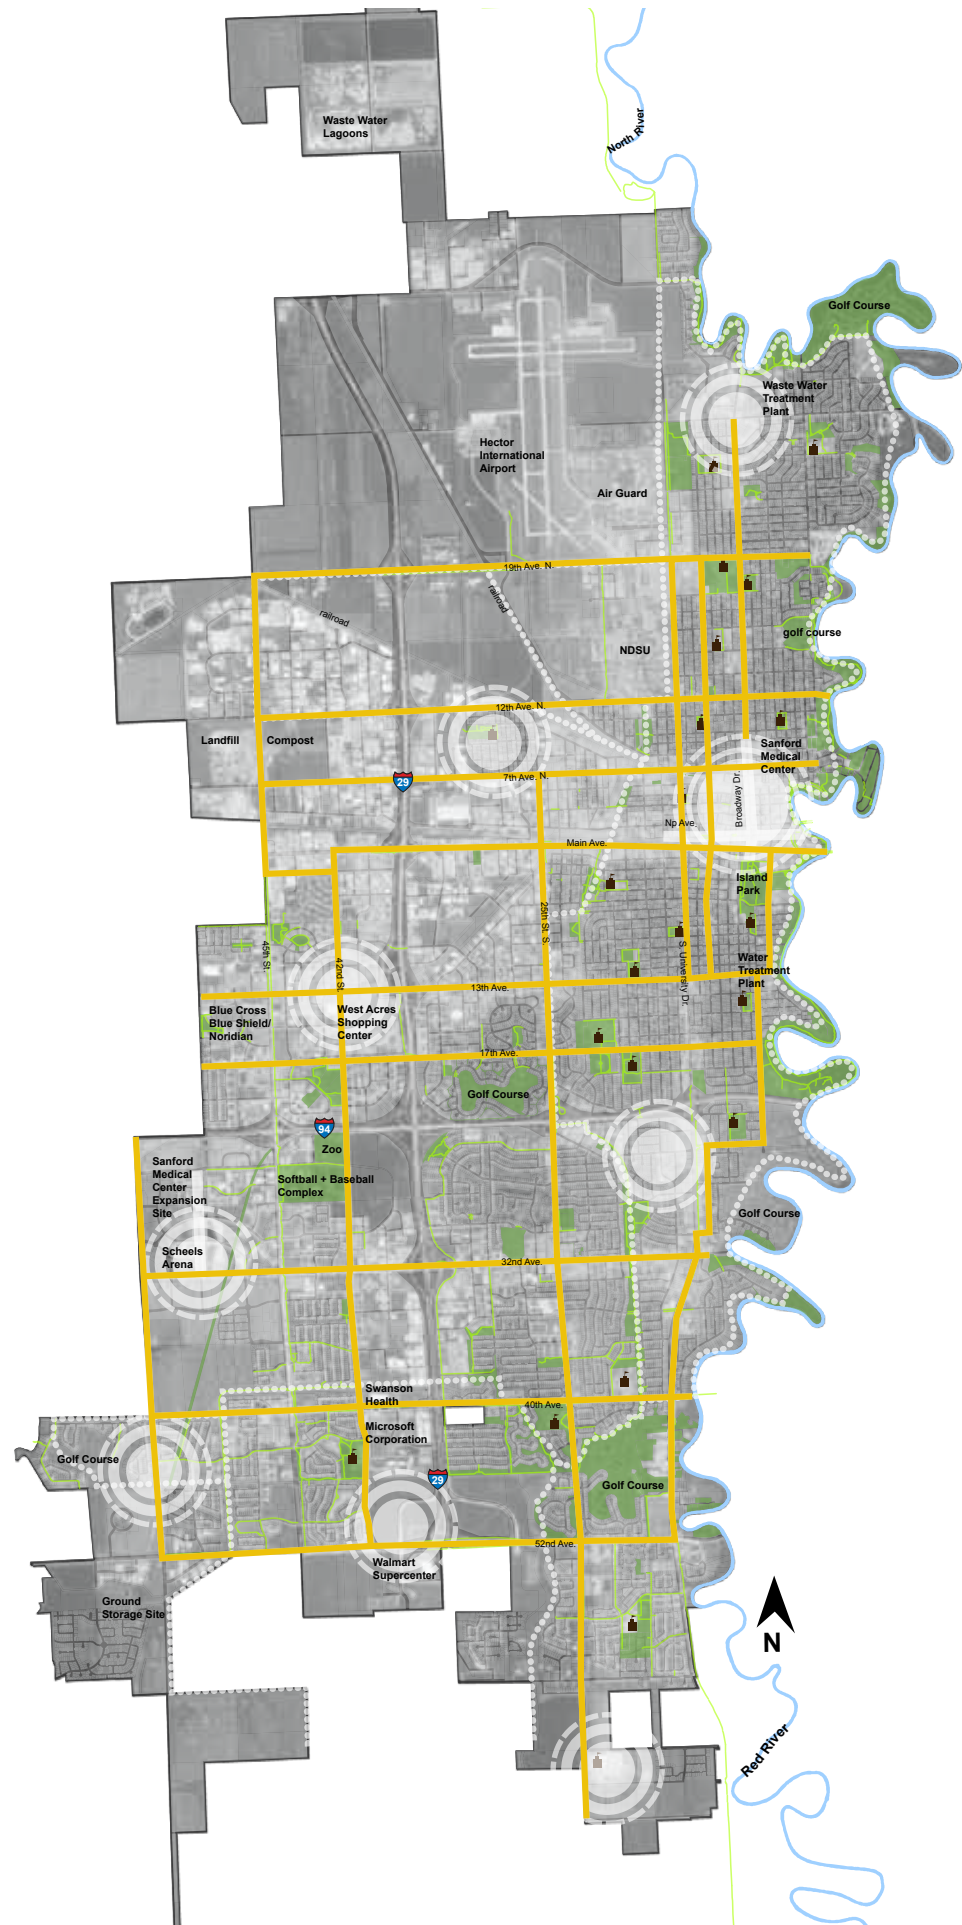 Waste Water
Lagoons
North River
Golf Course
Waste Water
Treatment
Plant
Hector
International
Airport
Air Guard
19th Ave. N.
railroad
railroad
golf course
NDSU
12th Ave. N.
Landfill
Compost
Sanford
Medical
Center
29
7th Ave. N.
Broadway Dr.
Np Ave.
Main Ave.
Island
Park
25th St. S.
45th St.
42nd St.
S. University Dr.
Water
Treatment
Plant
13th Ave.
Blue Cross
Blue Shield/
Noridian
West Acres
Shopping
Center
17th Ave.
Golf Course
94
Zoo
Sanford
Medical
Center
Expansion
Site
Softball + Baseball
Complex
Golf Course
Scheels
Arena
32nd Ave.
Swanson
Health
40th Ave.
Microsoft
Corporation
Golf Course
29
Golf Course
52nd Ave.
Walmart
Supercenter
Ground
Storage Site
N
Red River